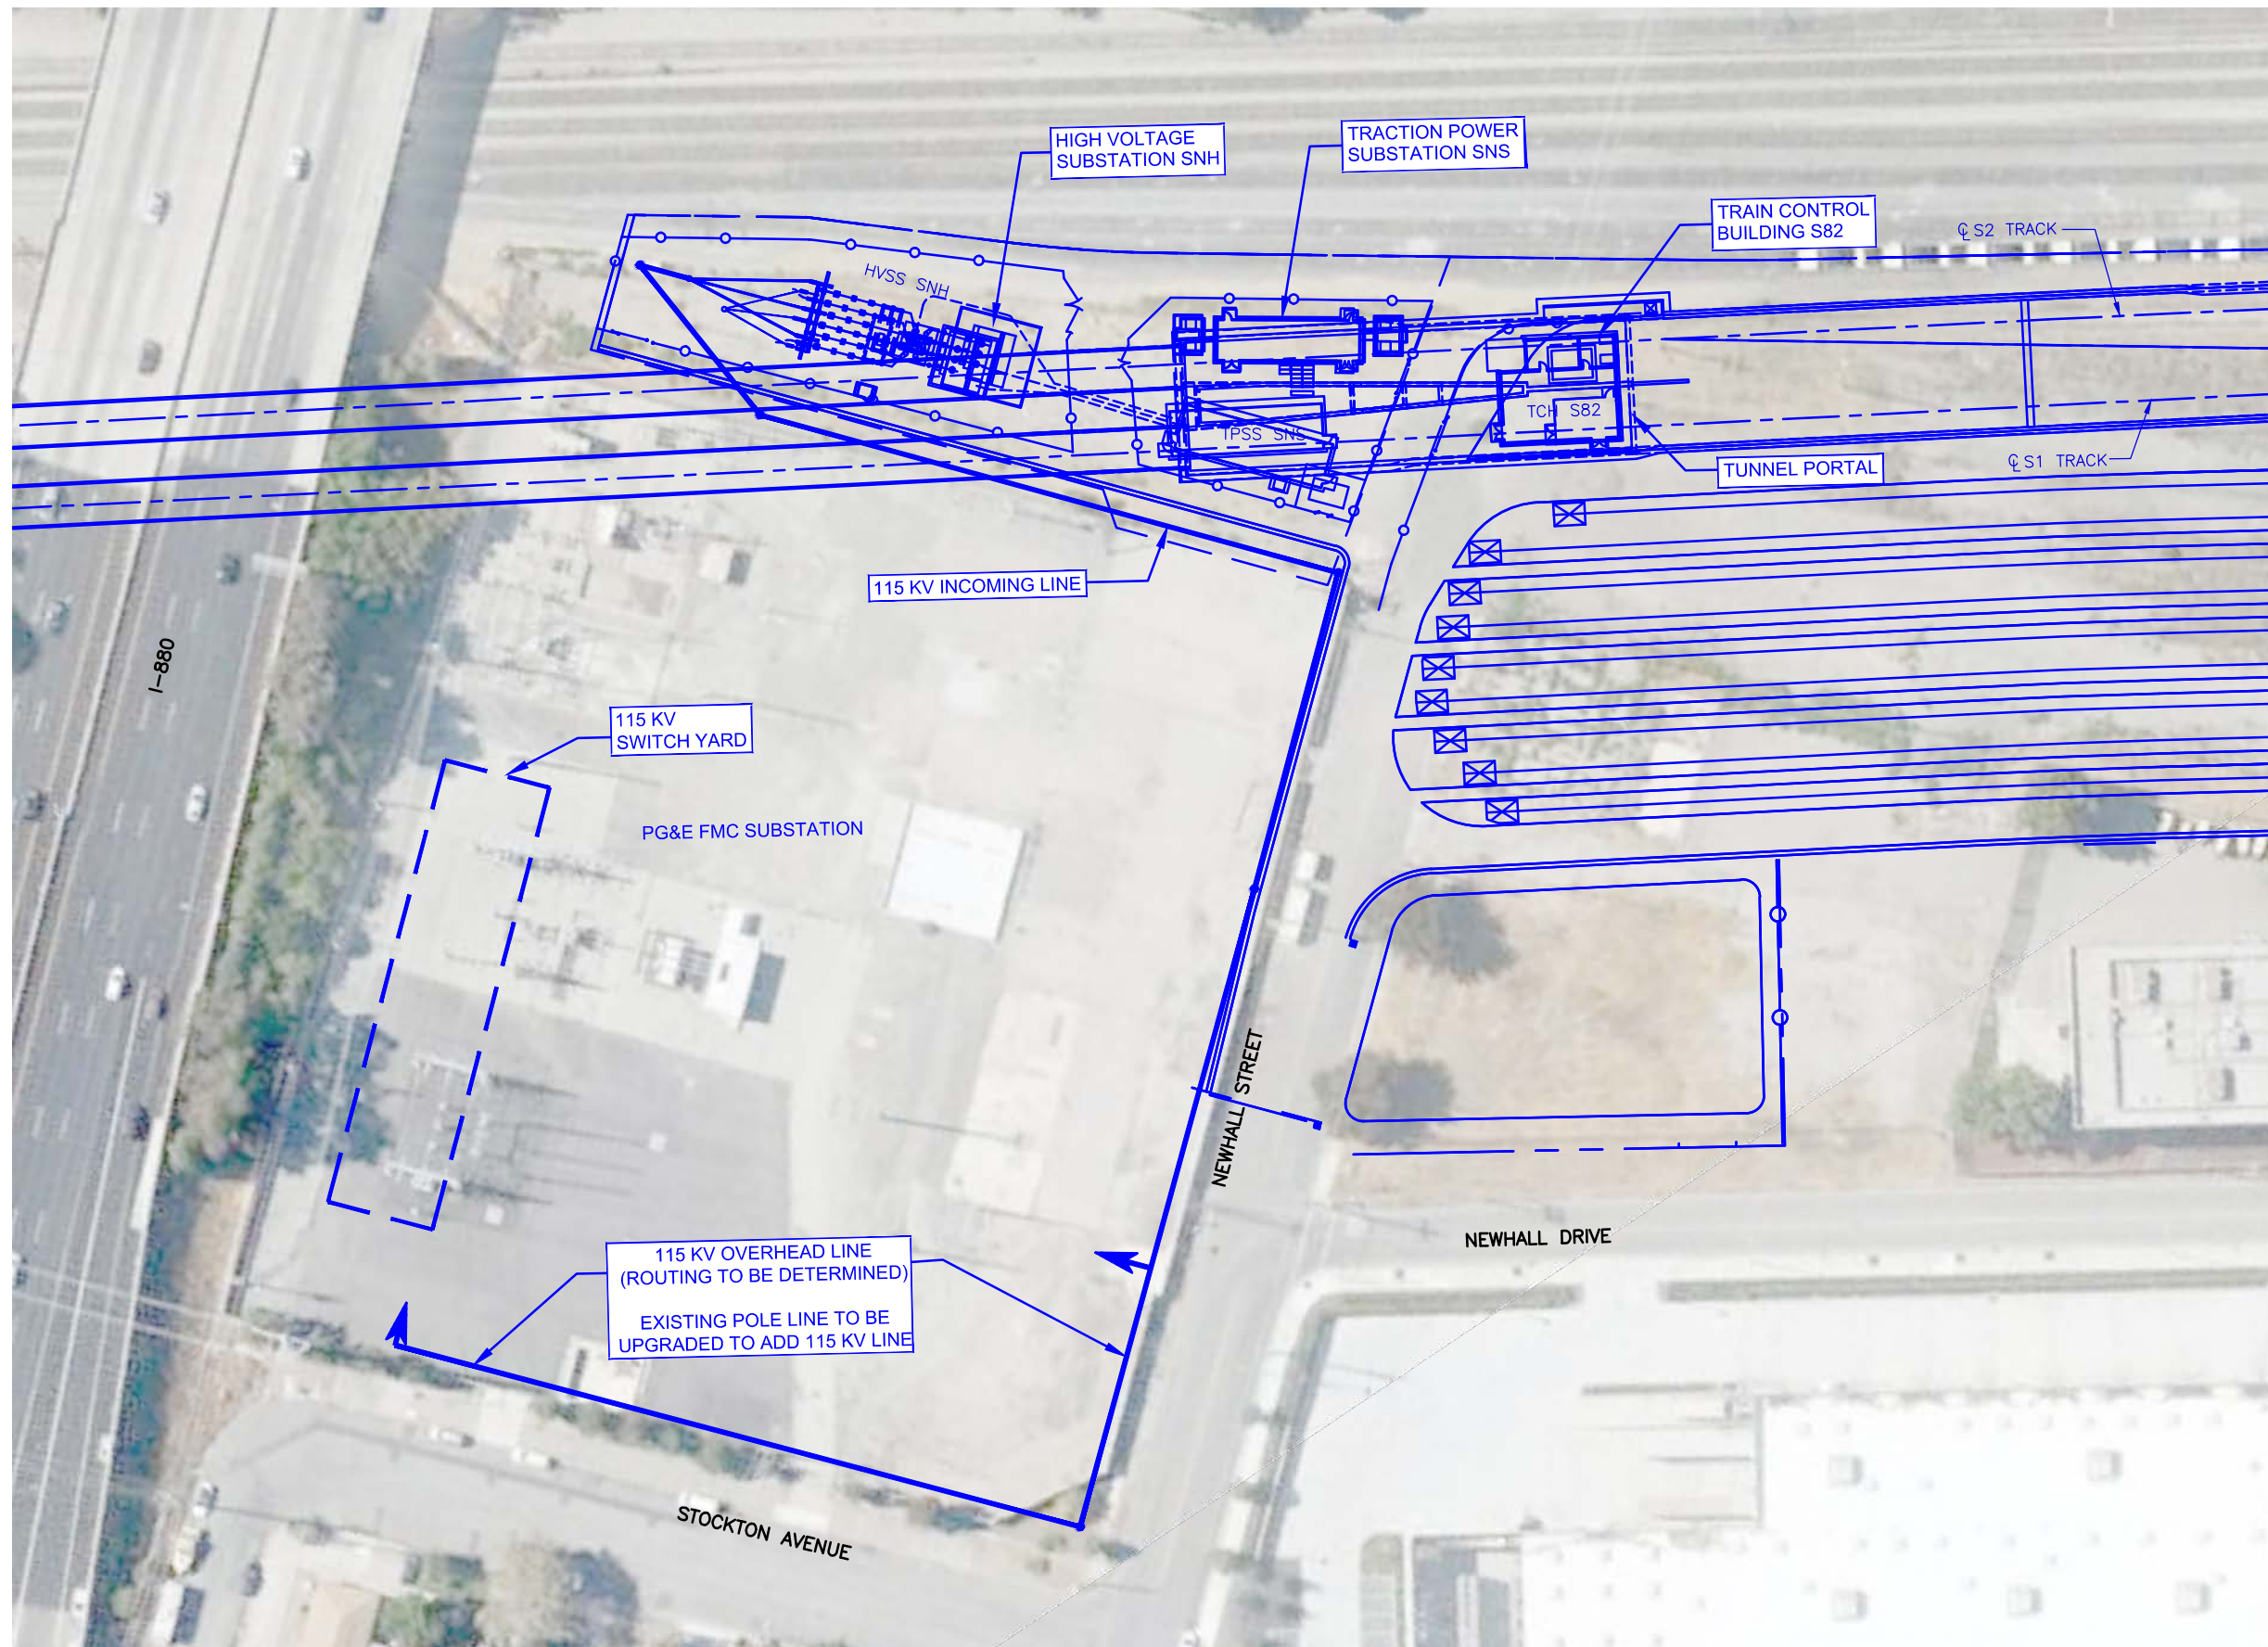 HIGH VOLTAGE
SUBSTATION SNH
TRACTION POWER
SUBSTATION SNS
TRAIN CONTROL
BUILDING S82
℄ S2 TRACK
HVSS SNH
TCH S82
TPSS SNS
TUNNEL PORTAL
℄ S1 TRACK
115 KV INCOMING LINE
I-880
115 KV
SWITCH YARD
PG&E FMC SUBSTATION
NEWHALL STREET
NEWHALL DRIVE
115 KV OVERHEAD LINE
(ROUTING TO BE DETERMINED)
EXISTING POLE LINE TO BE
UPGRADED TO ADD 115 KV LINE
STOCKTON AVENUE